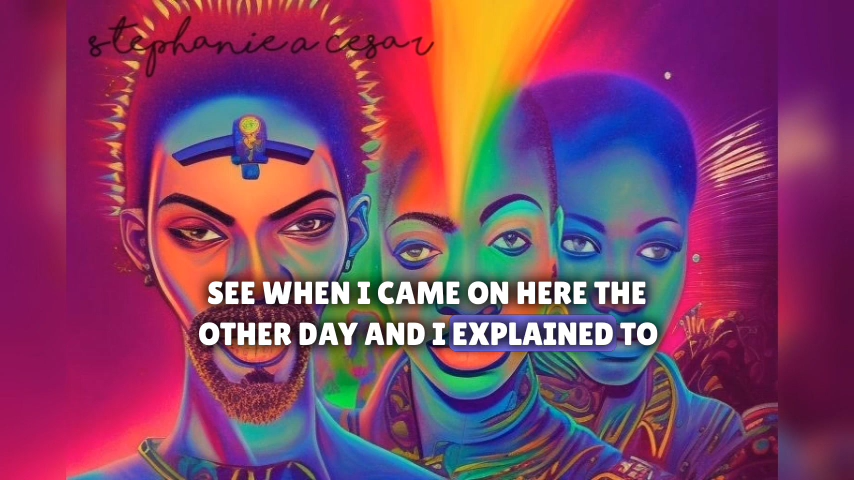 stephanie a cesar
SEE WHEN I CAME ON HERE THE
OTHER DAY AND I EXPLAINED TO